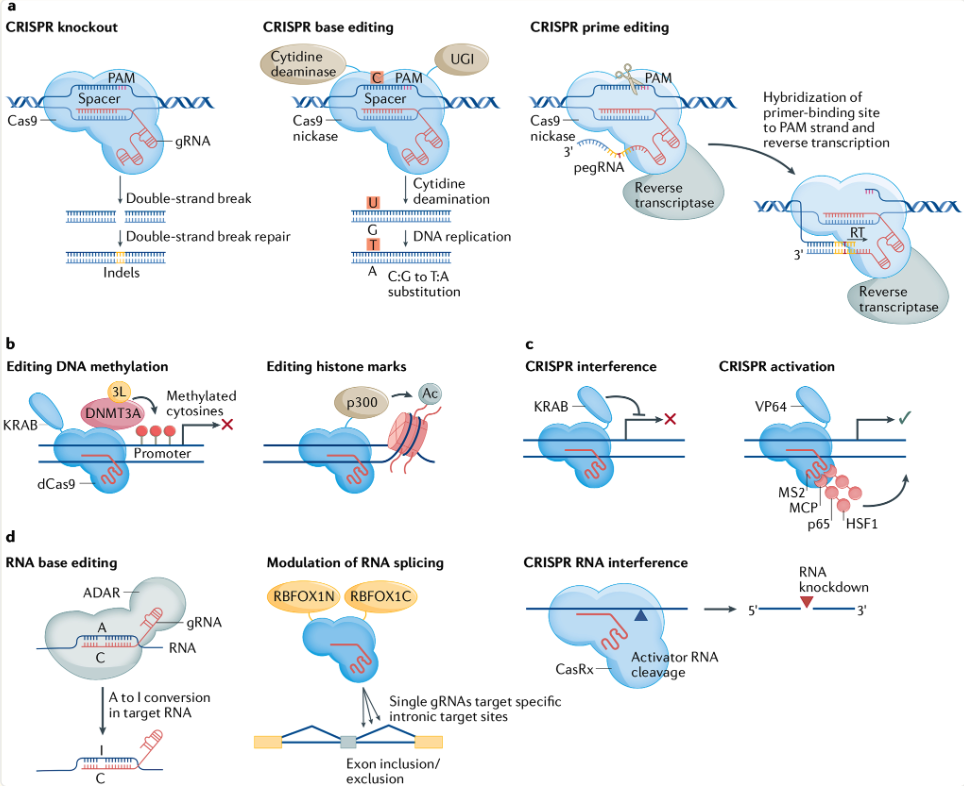 a
CRISPR knockout
PAM
Spacer
Cas9
gRNA
Double-strand break
Double-strand break repair
Indels
CRISPR base editing
Cytidine
deaminase
UGI
C
PAM
Spacer
Cas9
nickase
Cytidine
deamination
U
G
DNA replication
T
A
C:G to T:A
substitution
CRISPR prime editing
PAM
Cas9
nickase
3'
pegRNA
Reverse
transcriptase
Hybridization of
primer-binding site
to PAM strand and
reverse transcription
RT
3'
Reverse
transcriptase
b
Editing DNA methylation
3L
DNMT3A
Methylated
cytosines
KRAB
Promoter
dCas9
Editing histone marks
p300
Ac
c
CRISPR interference
KRAB
CRISPR activation
VP64
MS2
MCP
p65
HSF1
d
RNA base editing
ADAR
gRNA
A
C
RNA
A to I conversion
in target RNA
I
C
Modulation of RNA splicing
RBFOX1N
RBFOX1C
Single gRNAs target specific
intronic target sites
Exon inclusion/
exclusion
CRISPR RNA interference
CasRx
Activator RNA
cleavage
RNA
knockdown
5'
3'